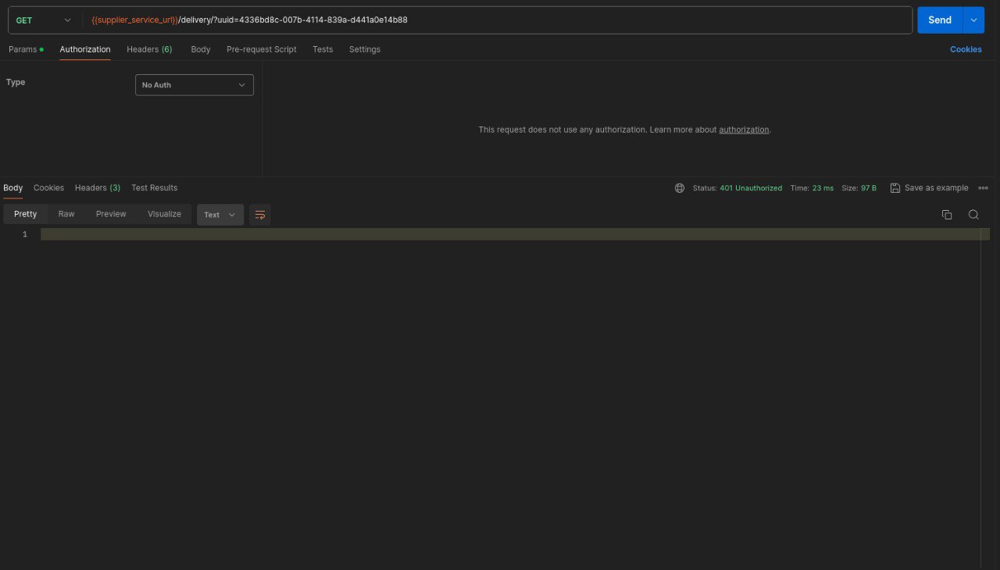 GET {{supplier_service_url}}/delivery/?uuid=4336bd8c-007b-4114-839a-d441a0e14b88 Send
Params Authorization Headers (6) Body Pre-request Script Tests Settings Cookies
Type No Auth
This request does not use any authorization. Learn more about authorization.
Body Cookies Headers (3) Test Results Status: 401 Unauthorized Time: 23 ms Size: 97 B Save as example
Pretty Raw Preview Visualize Text
1